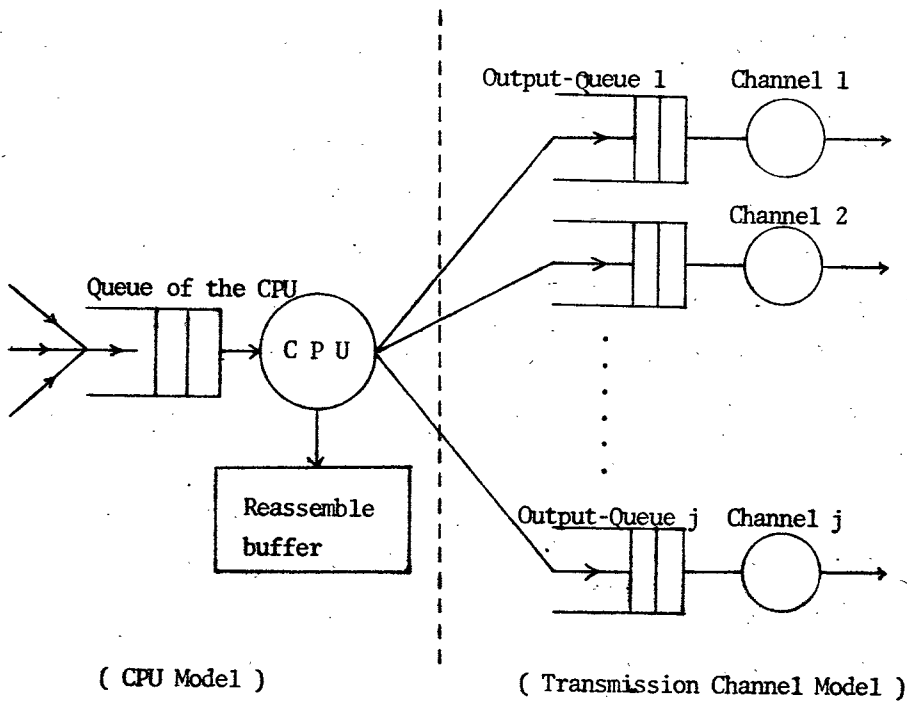 Output-Queue 1
Channel 1
Channel 2
Queue of the CPU
C P U
Reassemble
buffer
Output-Queue j
Channel j
( CPU Model )
( Transmission Channel Model )